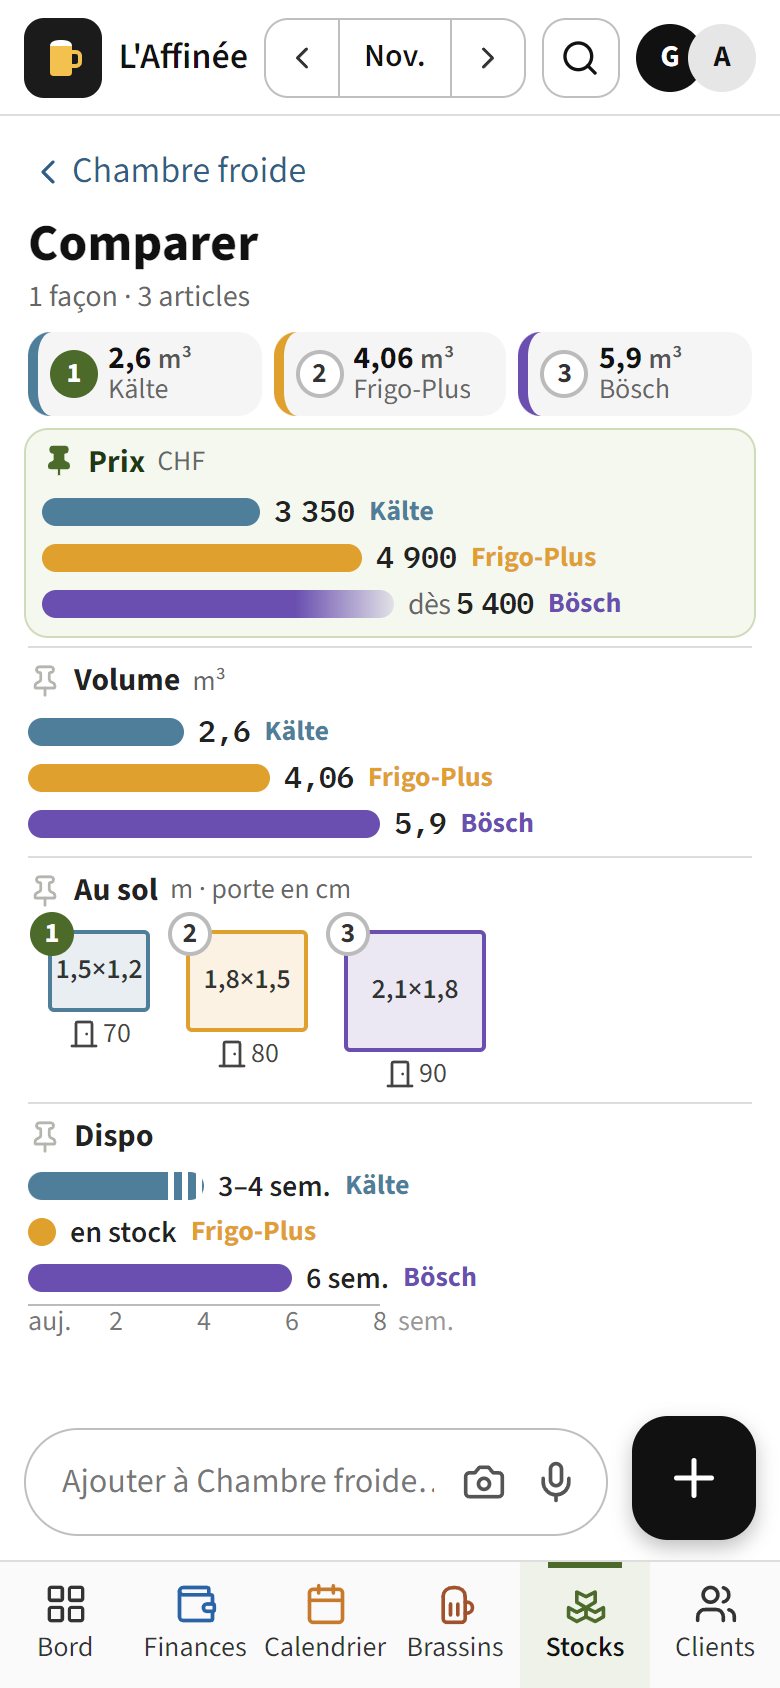 L'Affinée
Nov.
G
A
Chambre froide
Comparer
1 façon · 3 articles
1
2,6 m³
Kälte
2
4,06 m³
Frigo-Plus
3
5,9 m³
Bösch
Prix CHF
3 350 Kälte
4 900 Frigo-Plus
dès 5 400 Bösch
Volume m³
2,6 Kälte
4,06 Frigo-Plus
5,9 Bösch
Au sol m · porte en cm
1
2
3
1,5×1,2
1,8×1,5
2,1×1,8
70
80
90
Dispo
3–4 sem. Kälte
en stock Frigo-Plus
6 sem. Bösch
auj. 2 4 6 8 sem.
Ajouter à Chambre froide..
Bord
Finances
Calendrier
Brassins
Stocks
Clients